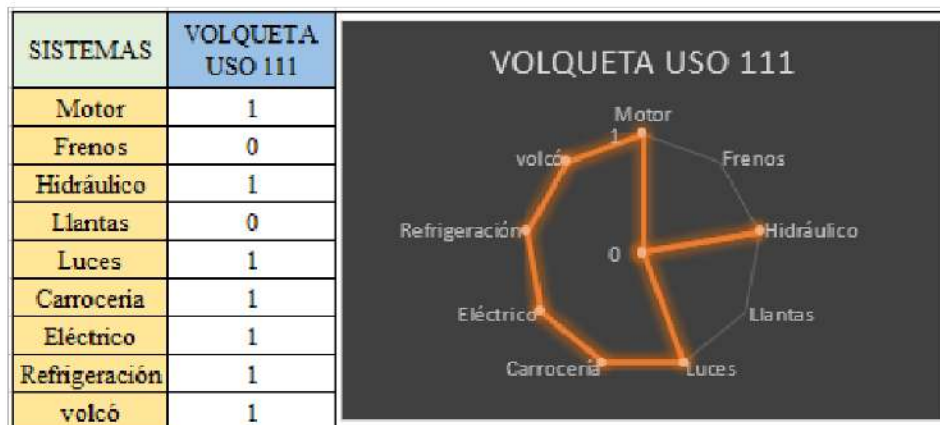 SISTEMAS
VOLQUETA
USO 111
Motor 1
Frenos 0
Hidráulico 1
Llantas 0
Luces 1
Carroceria 1
Eléctrico 1
Refrigeración 1
volcó 1
VOLQUETA USO 111
Motor
1
Frenos
volcó
Refrigeración
Hidráulico
0
Eléctrico
Llantas
Carrocería
Luces